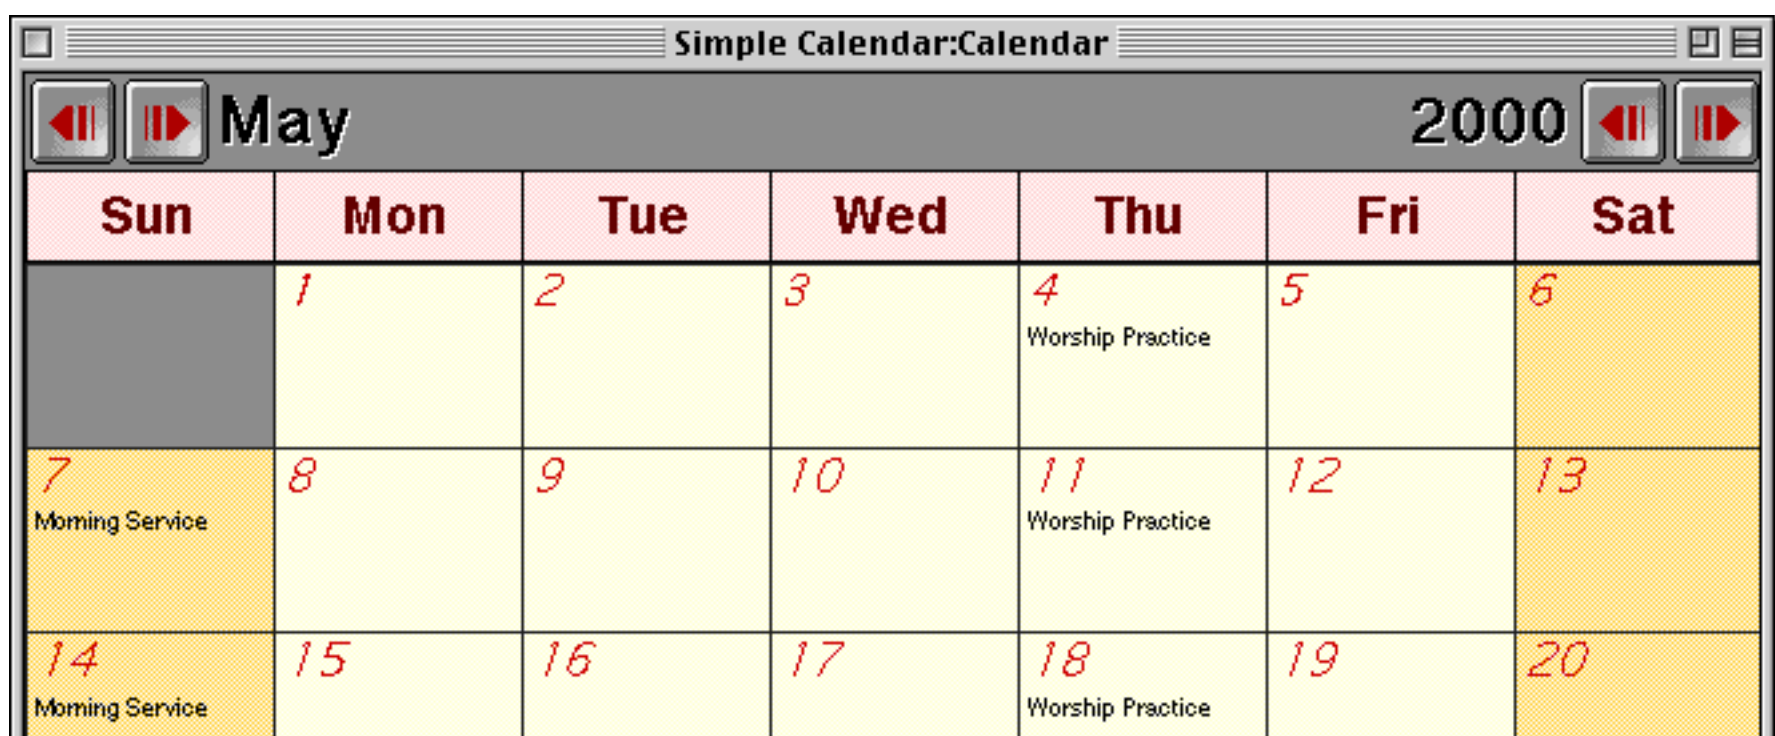 Simple Calendar:Calendar
May 2000
Sun Mon Tue Wed Thu Fri Sat
1 2 3 4 5 6
Worship Practice
7 8 9 10 11 12 13
Morning Service Worship Practice
14 15 16 17 18 19 20
Morning Service Worship Practice